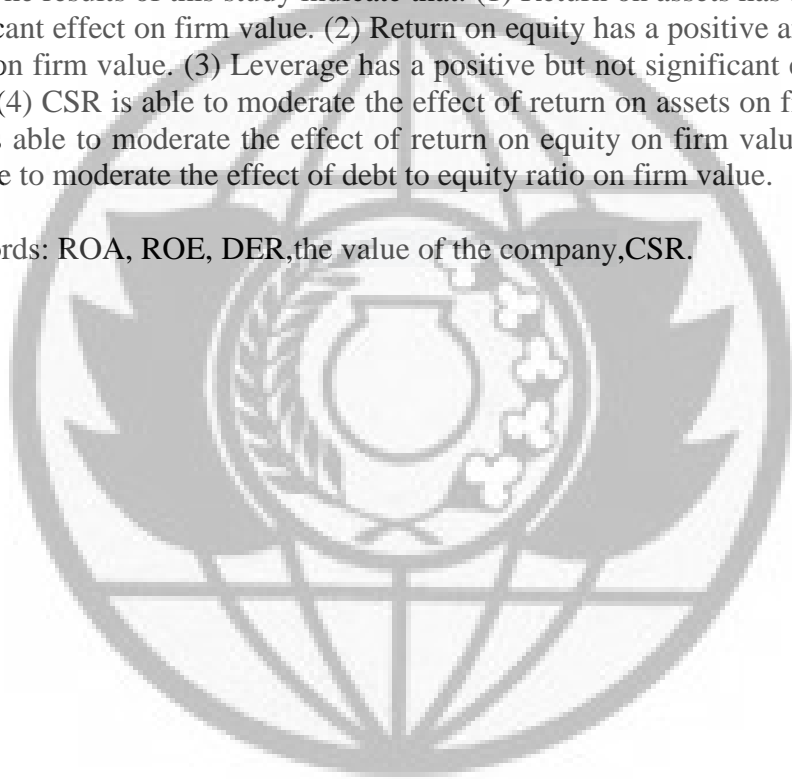 The results of this study indicate that: (1) Return on assets has
cant effect on firm value. (2) Return on equity has a positive
on firm value. (3) Leverage has a positive but not significant
(4) CSR is able to moderate the effect of return on assets on
able to moderate the effect of return on equity on firm
to moderate the effect of debt to equity ratio on firm value.
rds: ROA, ROE, DER,the value of the company,CSR.